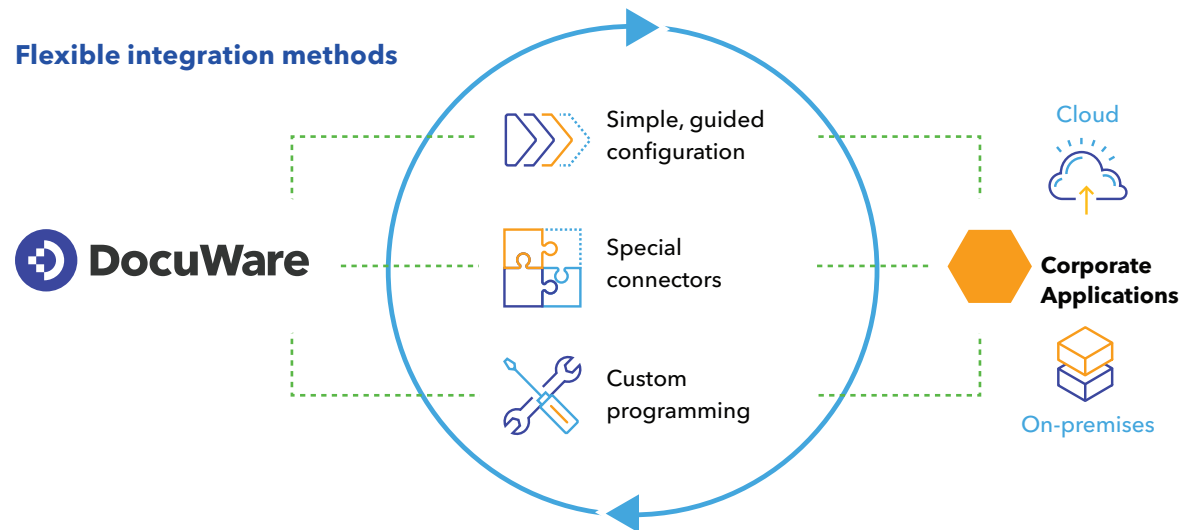 Flexible integration methods
Simple, guided
configuration
Cloud
DocuWare
Special
connectors
Corporate
Applications
Custom
programming
On-premises